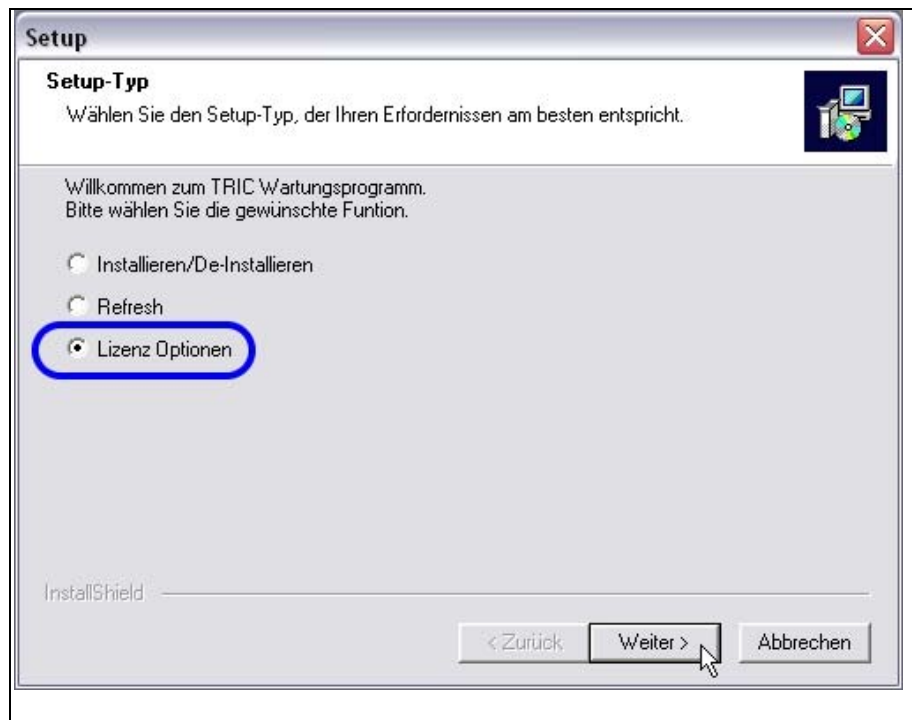 Setup
Setup-Typ
Wählen Sie den Setup-Typ, der Ihren Erfordernissen am besten entspricht.
Willkommen zum TRIC Wartungsprogramm.
Bitte wählen Sie die gewünschte Funtion.
Installieren/De-Installieren
Refresh
Lizenz Optionen
InstallShield
< Zurück
Weiter >
Abbrechen